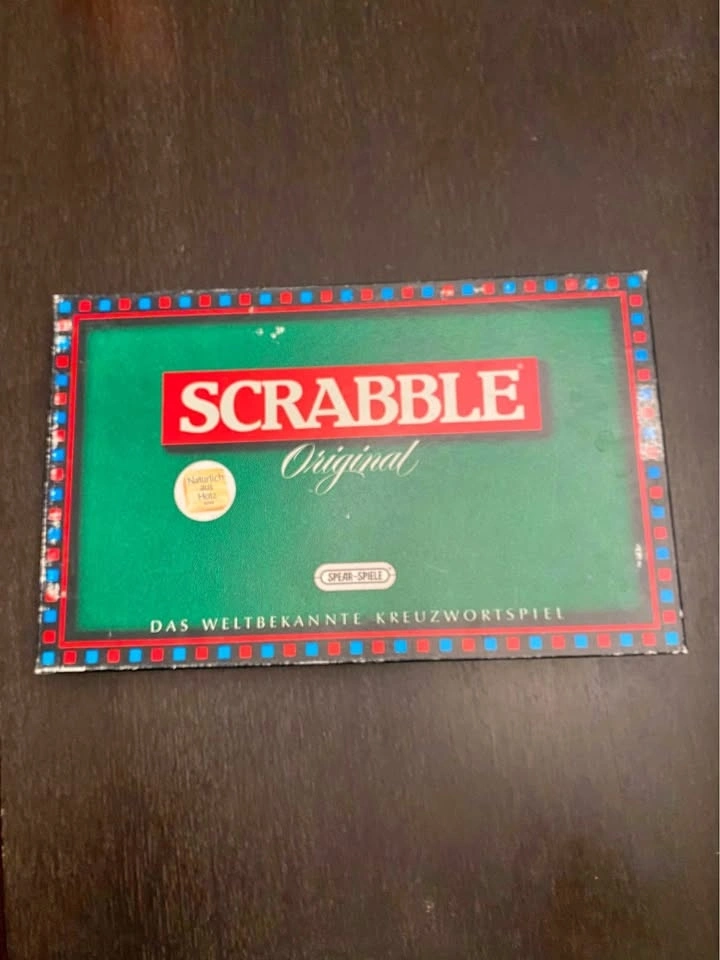 SCRABBLE
Original
Natürlich
aus
Holz
SPEAR-SPIELE
DAS WELTBEKANNTE KREUZWORTSPIEL